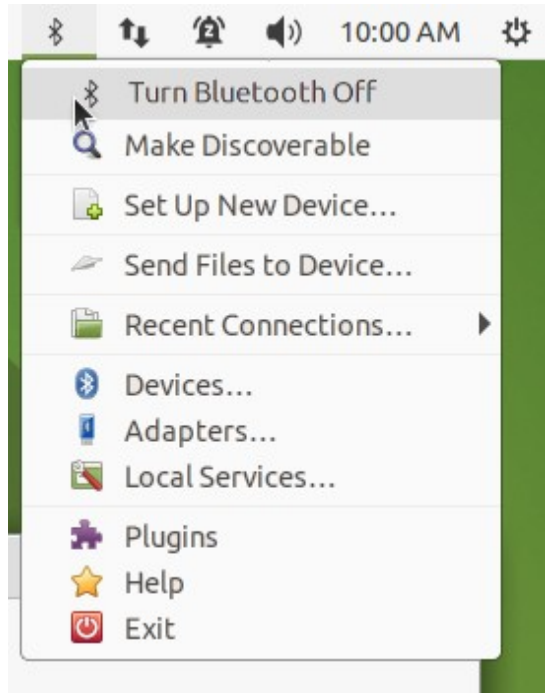 10:00 AM
Turn Bluetooth Off
Make Discoverable
Set Up New Device...
Send Files to Device...
Recent Connections...
Devices...
Adapters...
Local Services...
Plugins
Help
Exit